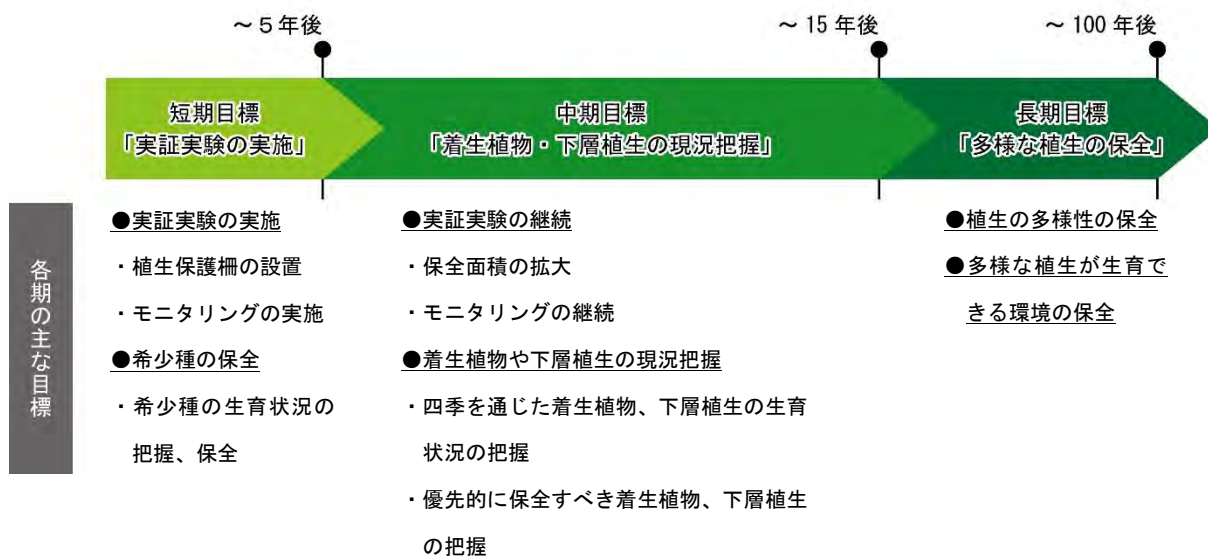 ～５年後
～ 15 年後
～ 100 年後
短期目標
「実証実験の実施」
中期目標
「着生植物・下層植生の現況把握」
長期目標
「多様な植生の保全」
各期の主な目標
●実証実験の実施
・植生保護柵の設置
・モニタリングの実施
●希少種の保全
・希少種の生育状況の
把握、保全
●実証実験の継続
・保全面積の拡大
・モニタリングの継続
●着生植物や下層植生の現況把握
・四季を通じた着生植物、下層植生の生育
状況の把握
・優先的に保全すべき着生植物、下層植生
の把握
●植生の多様性の保全
●多様な植生が生育で
きる環境の保全